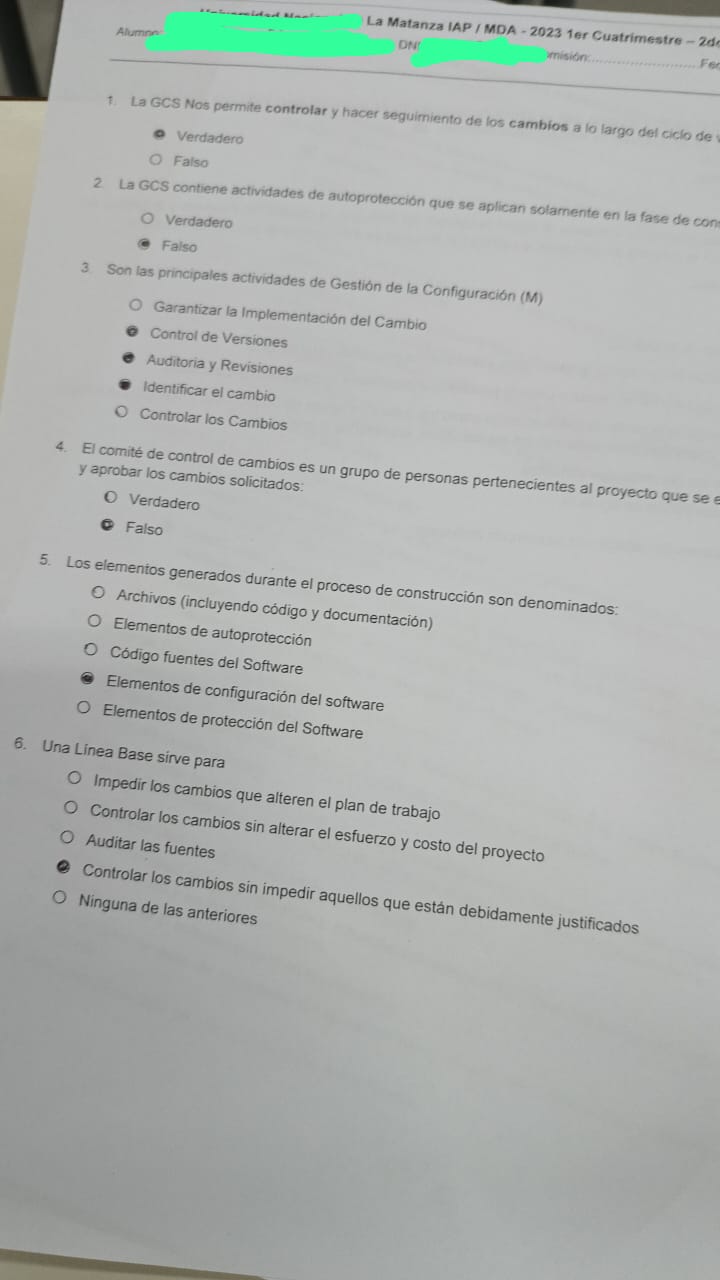 La Matanza IAP / MDA - 2023 1er Cuatrimestre – 2d
Alumno:
DNI
misión:
Fe
1. La GCS Nos permite controlar y hacer seguimiento de los cambios a lo largo del ciclo de
Verdadero
Falso
2. La GCS contiene actividades de autoprotección que se aplican solamente en la fase de con
Verdadero
Falso
3. Son las principales actividades de Gestión de la Configuración (M)
Garantizar la Implementación del Cambio
Control de Versiones
Auditoria y Revisiones
Identificar el cambio
Controlar los Cambios
4. El comité de control de cambios es un grupo de personas pertenecientes al proyecto que se e
y aprobar los cambios solicitados:
Verdadero
Falso
5. Los elementos generados durante el proceso de construcción son denominados:
Archivos (incluyendo código y documentación)
Elementos de autoprotección
Código fuentes del Software
Elementos de configuración del software
Elementos de protección del Software
6. Una Línea Base sirve para
Impedir los cambios que alteren el plan de trabajo
Controlar los cambios sin alterar el esfuerzo y costo del proyecto
Auditar las fuentes
Controlar los cambios sin impedir aquellos que están debidamente justificados
Ninguna de las anteriores